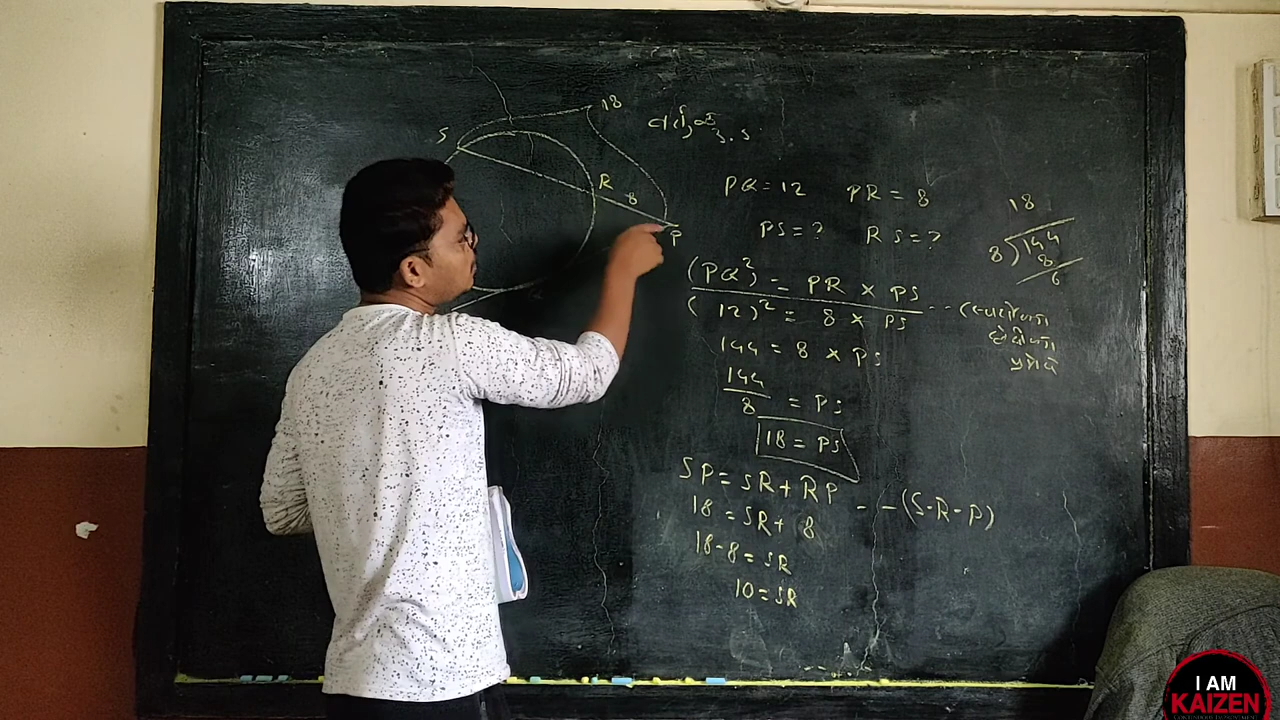 18
S
R
8
P
PQ = 12 PR = 8
PS = ? RS = ?
18
8)144
8
6
(PQ²) = PR × PS
(12)² = 8 × PS
144 = 8 × PS
144/8 = PS
18 = PS
SP = SR + RP - - (S-R-P)
18 = SR + 8
18-8 = SR
10 = SR
I AM
KAIZEN